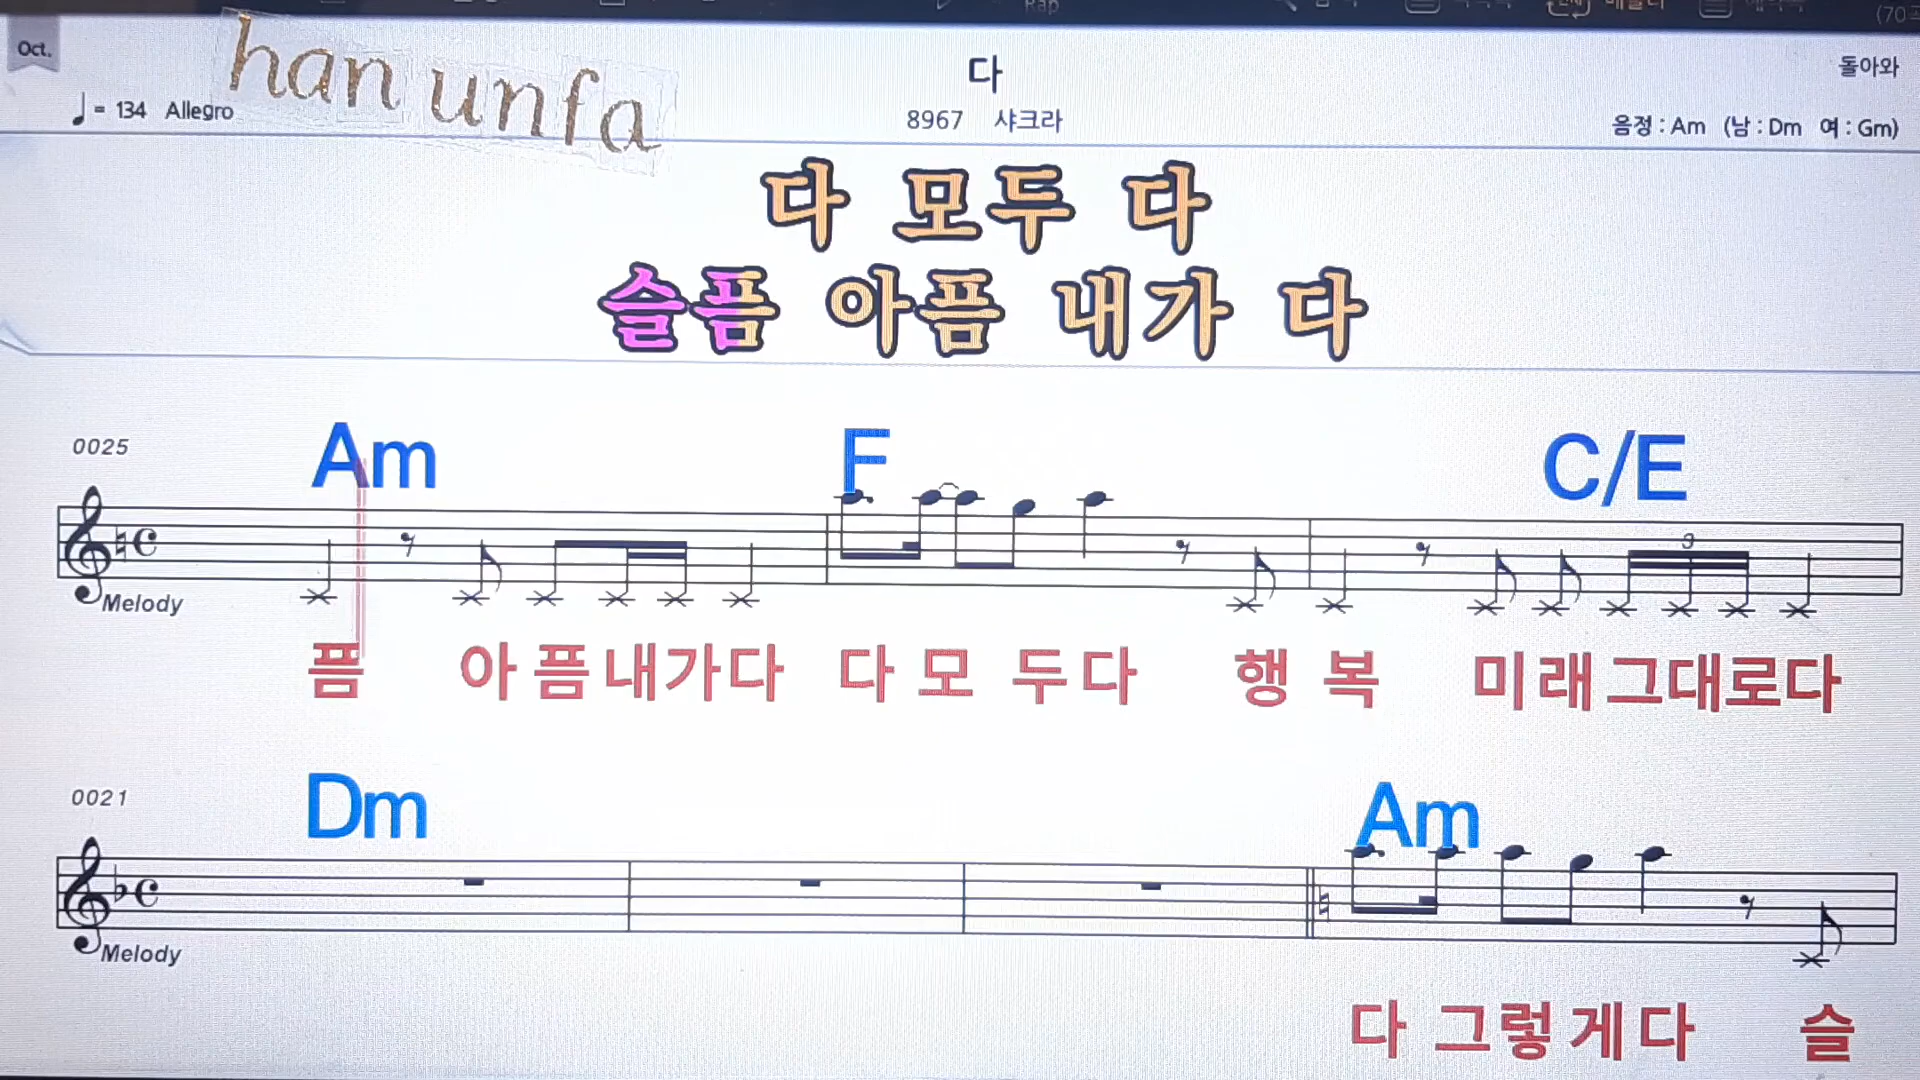 Rap
(70
Oct.
han unfa
다
돌아와
♩ = 134 Allegro
8967 샤크라
음정 : Am (남 : Dm 여 : Gm)
다 모두 다
슬픔 아픔 내가 다
0025
Am F C/E
3
Melody
픔 아 픔 내 가 다 다 모 두 다 행 복 미 래 그 대 로 다
0021
Dm Am
Melody
다 그 렇 게 다 슬